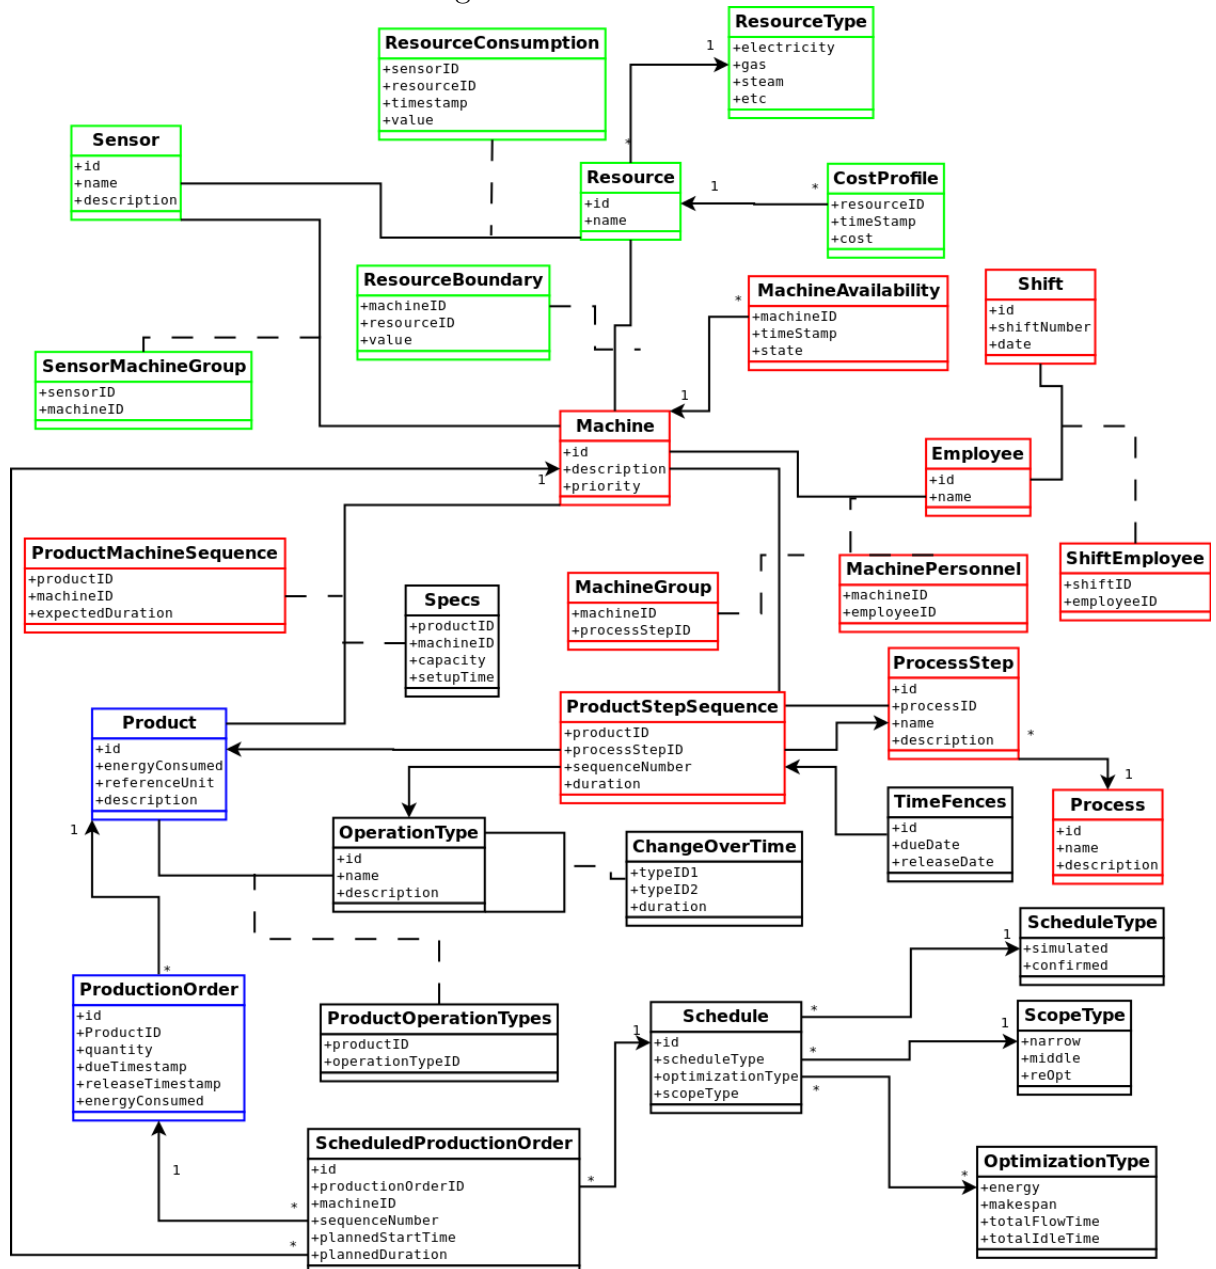 ResourceType
+electricity
+gas
+steam
+etc
ResourceConsumption
+sensorID
+resourceID
+timestamp
+value
1
*
Sensor
+id
+name
+description
Resource
+id
+name
1
*
CostProfile
+resourceID
+timeStamp
+cost
ResourceBoundary
+machineID
+resourceID
+value
MachineAvailability
+machineID
+timeStamp
+state
*
1
Shift
+id
+shiftNumber
+date
SensorMachineGroup
+sensorID
+machineID
Machine
+id
+description
+priority
1
Employee
+id
+name
ProductMachineSequence
+productID
+machineID
+expectedDuration
Specs
+productID
+machineID
+capacity
+setupTime
MachineGroup
+machineID
+processStepID
MachinePersonnel
+machineID
+employeeID
ShiftEmployee
+shiftID
+employeeID
ProcessStep
+id
+processID
+name
+description
*
1
Product
+id
+energyConsumed
+referenceUnit
+description
ProductStepSequence
+productID
+processStepID
+sequenceNumber
+duration
TimeFences
+id
+dueDate
+releaseDate
Process
+id
+name
+description
1
*
OperationType
+id
+name
+description
ChangeOverTime
+typeID1
+typeID2
+duration
ScheduleType
+simulated
+confirmed
1
*
ProductionOrder
+id
+ProductID
+quantity
+dueTimestamp
+releaseTimestamp
+energyConsumed
ProductOperationTypes
+productID
+operationTypeID
Schedule
+id
+scheduleType
+optimizationType
+scopeType
1
*
*
1
ScopeType
+narrow
+middle
+reOpt
ScheduledProductionOrder
+id
+productionOrderID
+machineID
+sequenceNumber
+plannedStartTime
+plannedDuration
1
*
*
*
OptimizationType
+energy
+makespan
+totalFlowTime
+totalIdleTime
*